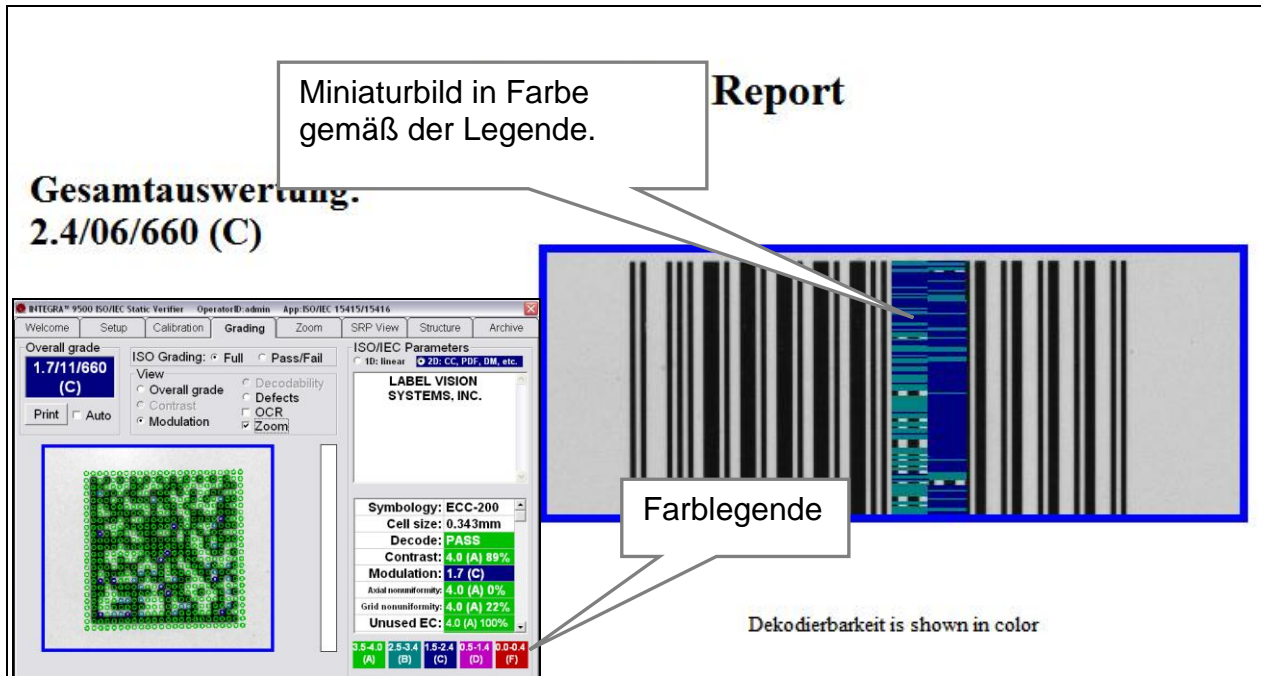 Miniaturbild in Farbe
gemäß der Legende.
Report
Gesamtauswertung:
2.4/06/660 (C)
INTEGRA™ 9500 ISO/IEC Static Verifier OperatorID:admin App:ISO/IEC 15415/15416
Welcome Setup Calibration Grading Zoom SRP View Structure Archive
Overall grade
1.7/11/660
(C)
Print Auto
ISO Grading: Full Pass/Fail
View
Overall grade
Contrast
Modulation
Decodability
Defects
OCR
Zoom
ISO/IEC Parameters
1D: linear 2D: CC, PDF, DM, etc.
LABEL VISION
SYSTEMS, INC.
Symbology: ECC-200
Cell size: 0.343mm
Decode: PASS
Contrast: 4.0 (A) 89%
Modulation: 1.7 (C)
Axial nonuniformity: 4.0 (A) 0%
Grid nonuniformity: 4.0 (A) 22%
Unused EC: 4.0 (A) 100%
3.5-4.0 2.5-3.4 1.5-2.4 0.5-1.4 0.0-0.4
(A) (B) (C) (D) (F)
Farblegende
Dekodierbarkeit is shown in color